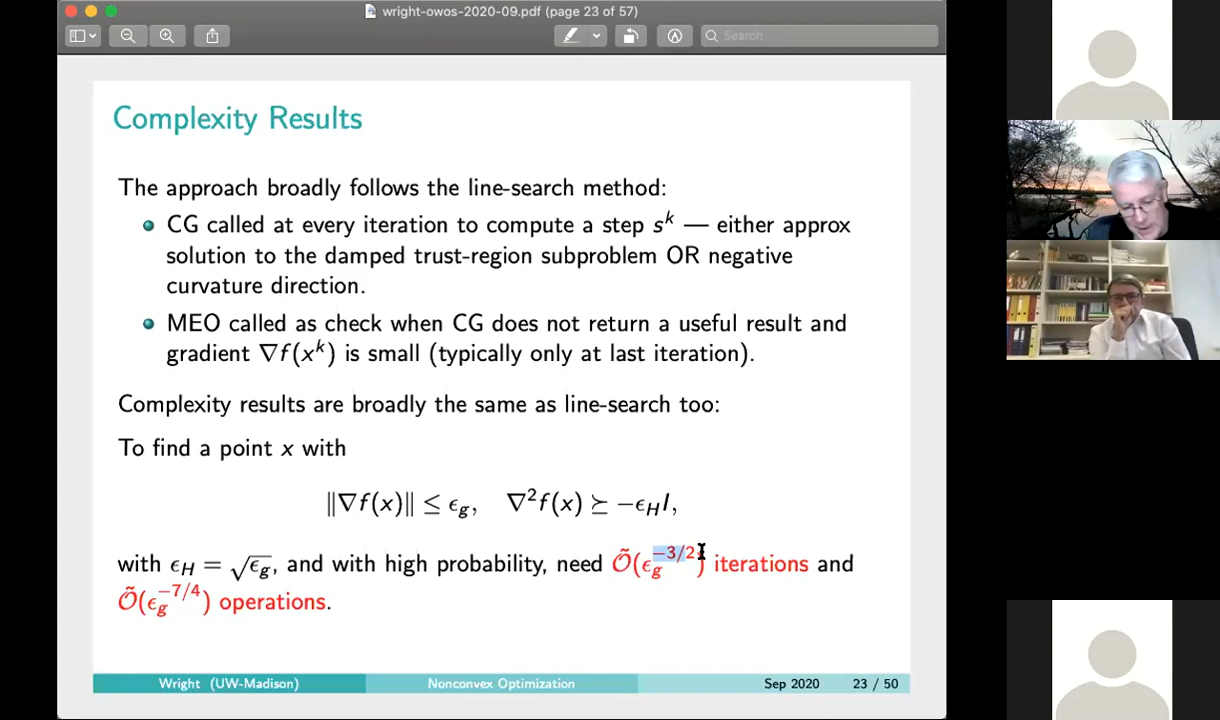 wright-owos-2020-09.pdf (page 23 of 57)
Search
Complexity Results
The approach broadly follows the line-search method:
CG called at every iteration to compute a step s^k — either approx
solution to the damped trust-region subproblem OR negative
curvature direction.
MEO called as check when CG does not return a useful result and
gradient ∇f(x^k) is small (typically only at last iteration).
Complexity results are broadly the same as line-search too:
To find a point x with
‖∇f(x)‖ ≤ ϵ_g, ∇²f(x) ⪰ −ϵ_H I,
with ϵ_H = √ϵ_g, and with high probability, need Õ(ϵ_g^{−3/2}) iterations and
Õ(ϵ_g^{−7/4}) operations.
Wright (UW-Madison) Nonconvex Optimization Sep 2020 23 / 50